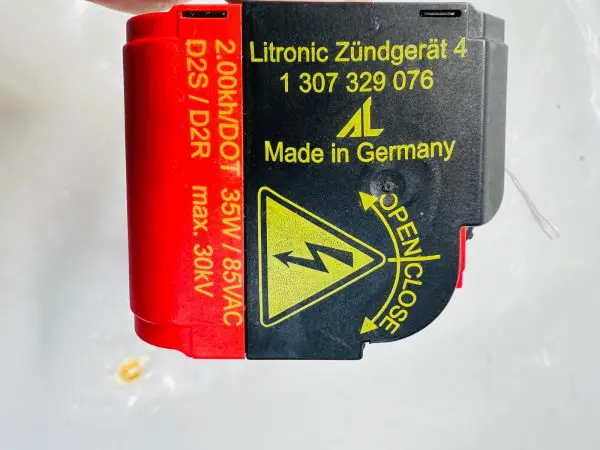 Litronic Zündgerät 4
1 307 329 076
AL
Made in Germany
OPEN/CLOSE
2.00kh/DOT 35W / 85VAC
D2S / D2R max. 30kV